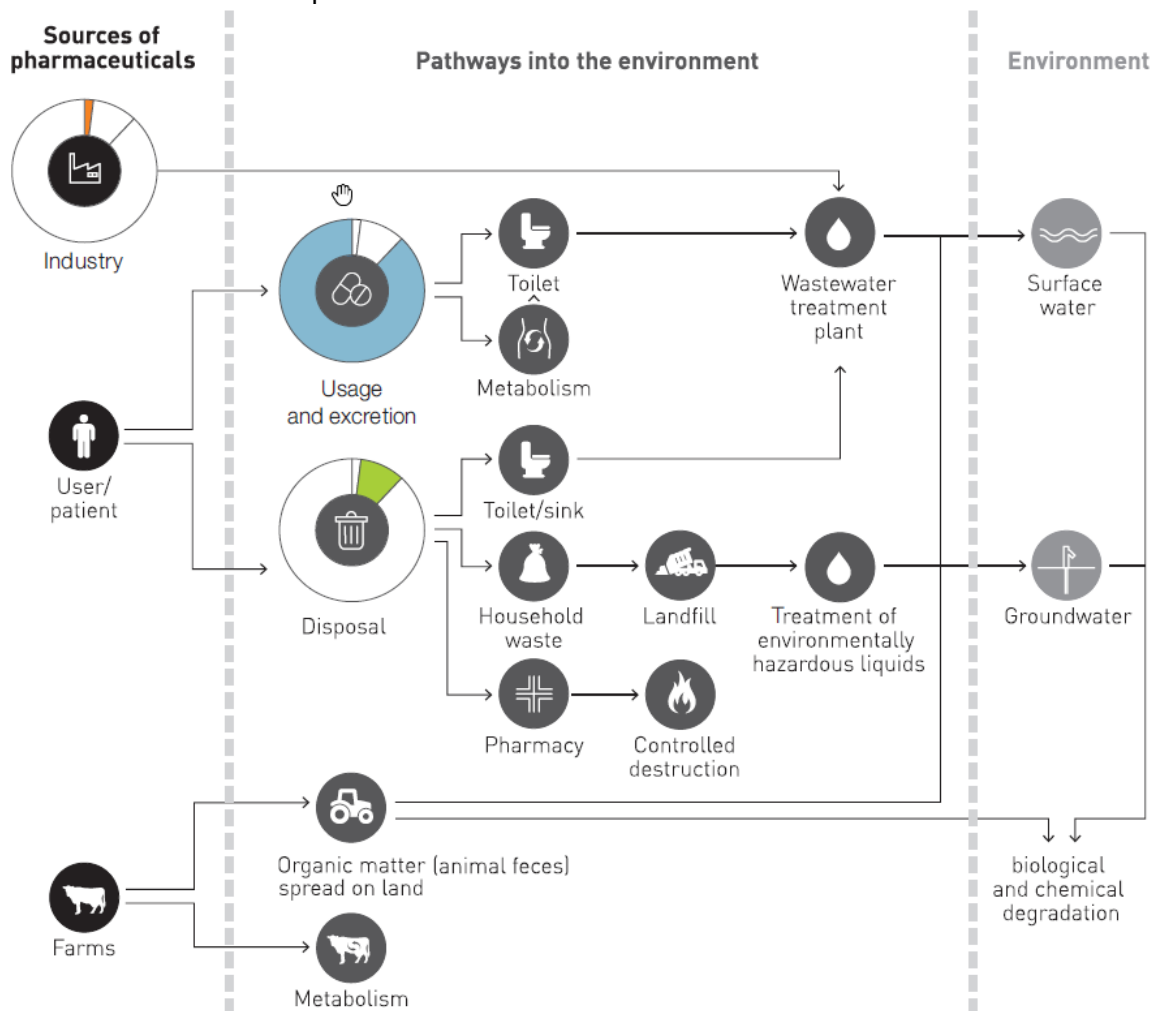 Sources of
pharmaceuticals
Pathways into the environment
Environment
Industry
Toilet
Wastewater
treatment
plant
Surface
water
Metabolism
Usage
and excretion
User/
patient
Toilet/sink
Disposal
Household
waste
Landfill
Treatment of
environmentally
hazardous liquids
Groundwater
Pharmacy
Controlled
destruction
Organic matter (animal feces)
spread on land
biological
and chemical
degradation
Farms
Metabolism